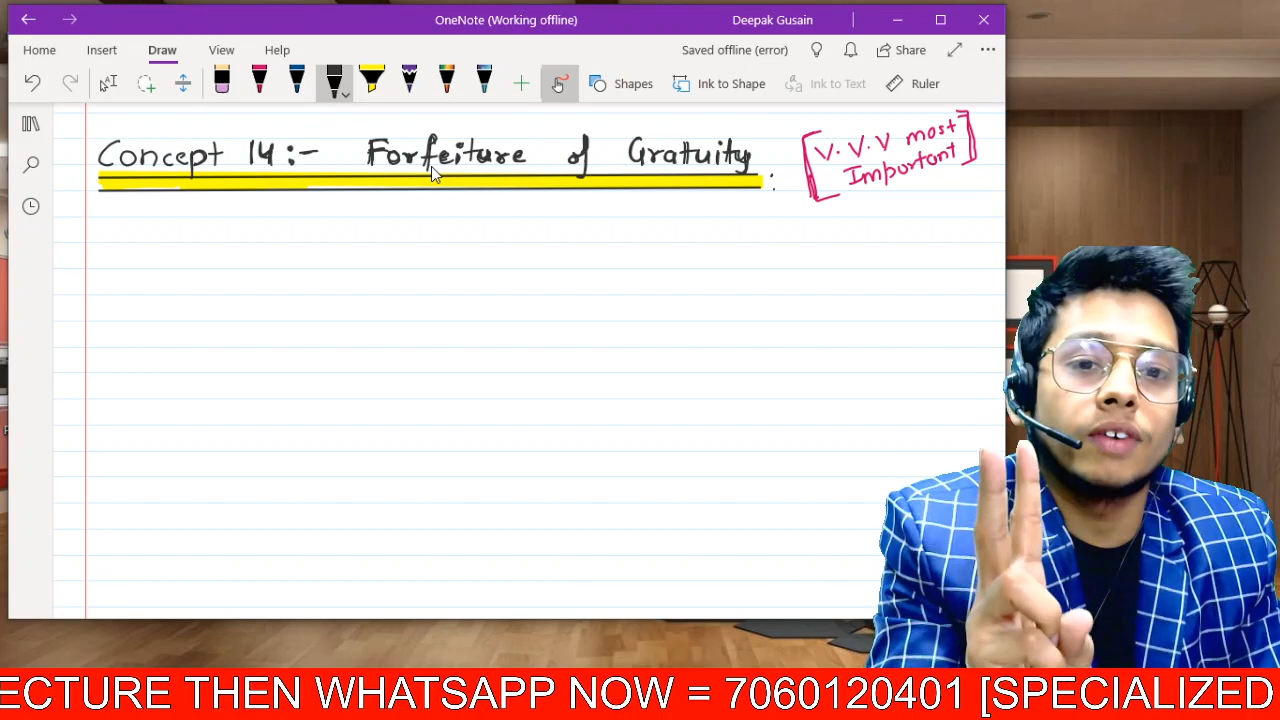 OneNote (Working offline)
Deepak Gusain
Home Insert Draw View Help
Saved offline (error)
Share
Shapes
Ink to Shape
Ink to Text
Ruler
Concept 14:- Forfeiture of Gratuity :
[V. V. V most
Important]
ECTURE THEN WHATSAPP NOW = 7060120401 [SPECIALIZED